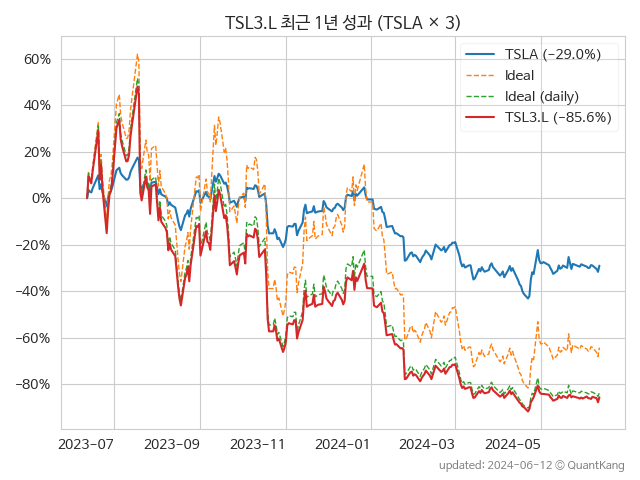 TSL3.L 최근 1년 성과 (TSLA × 3)
TSLA (−29.0%)
Ideal
Ideal (daily)
TSL3.L (−85.6%)
60%
40%
20%
0%
−20%
−40%
−60%
−80%
2023−07 2023−09 2023−11 2024−01 2024−03 2024−05
updated: 2024−06−12 © QuantKang